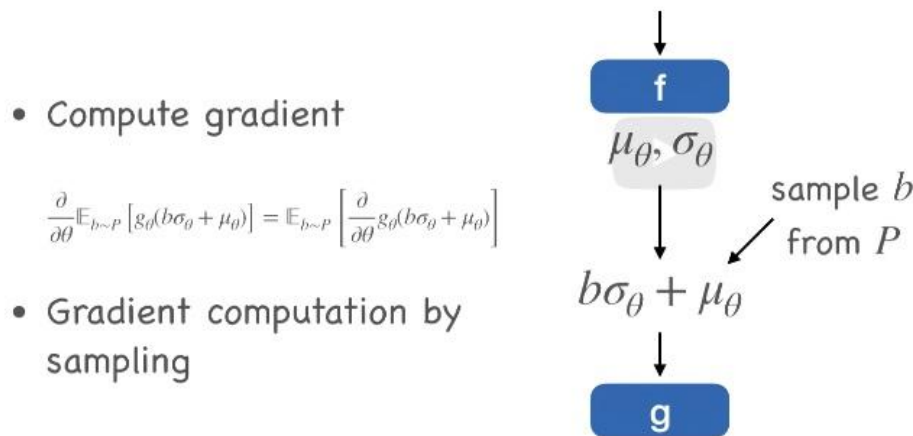 • Compute gradient
∂/∂θ 𝔼_{b∼P} [g_θ(bσ_θ + μ_θ)] = 𝔼_{b∼P} [∂/∂θ g_θ(bσ_θ + μ_θ)]
• Gradient computation by
sampling
f
μ_θ, σ_θ
sample b
from P
bσ_θ + μ_θ
g